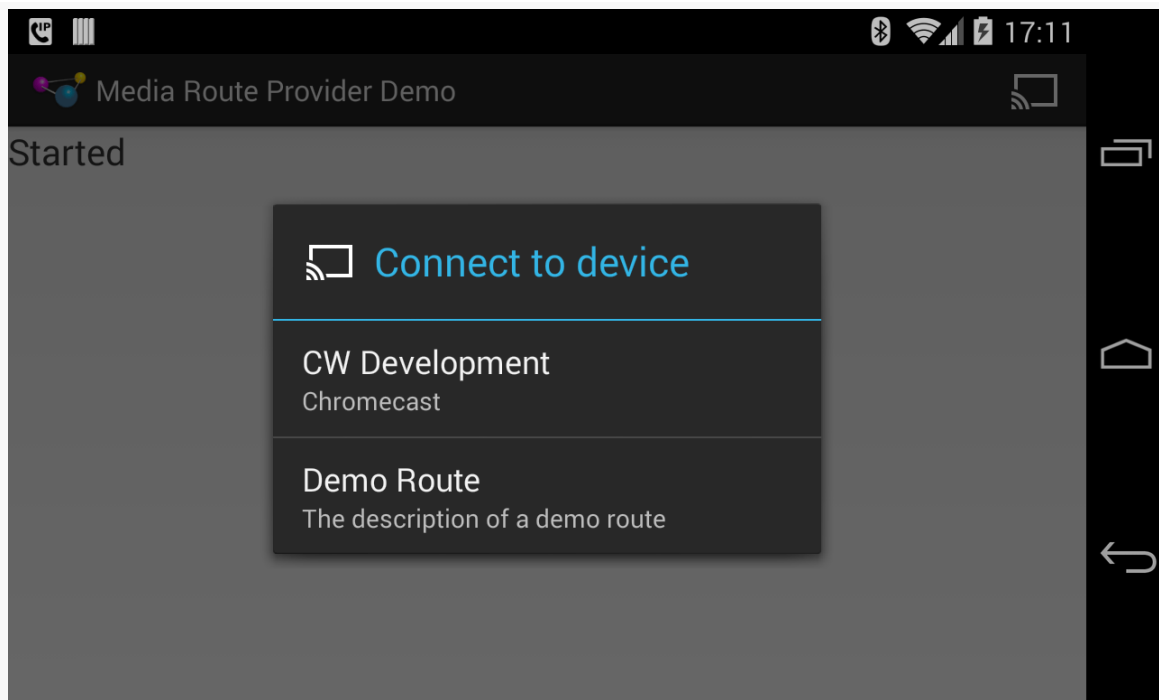 IP
17:11
Media Route Provider Demo
Started
Connect to device
CW Development
Chromecast
Demo Route
The description of a demo route